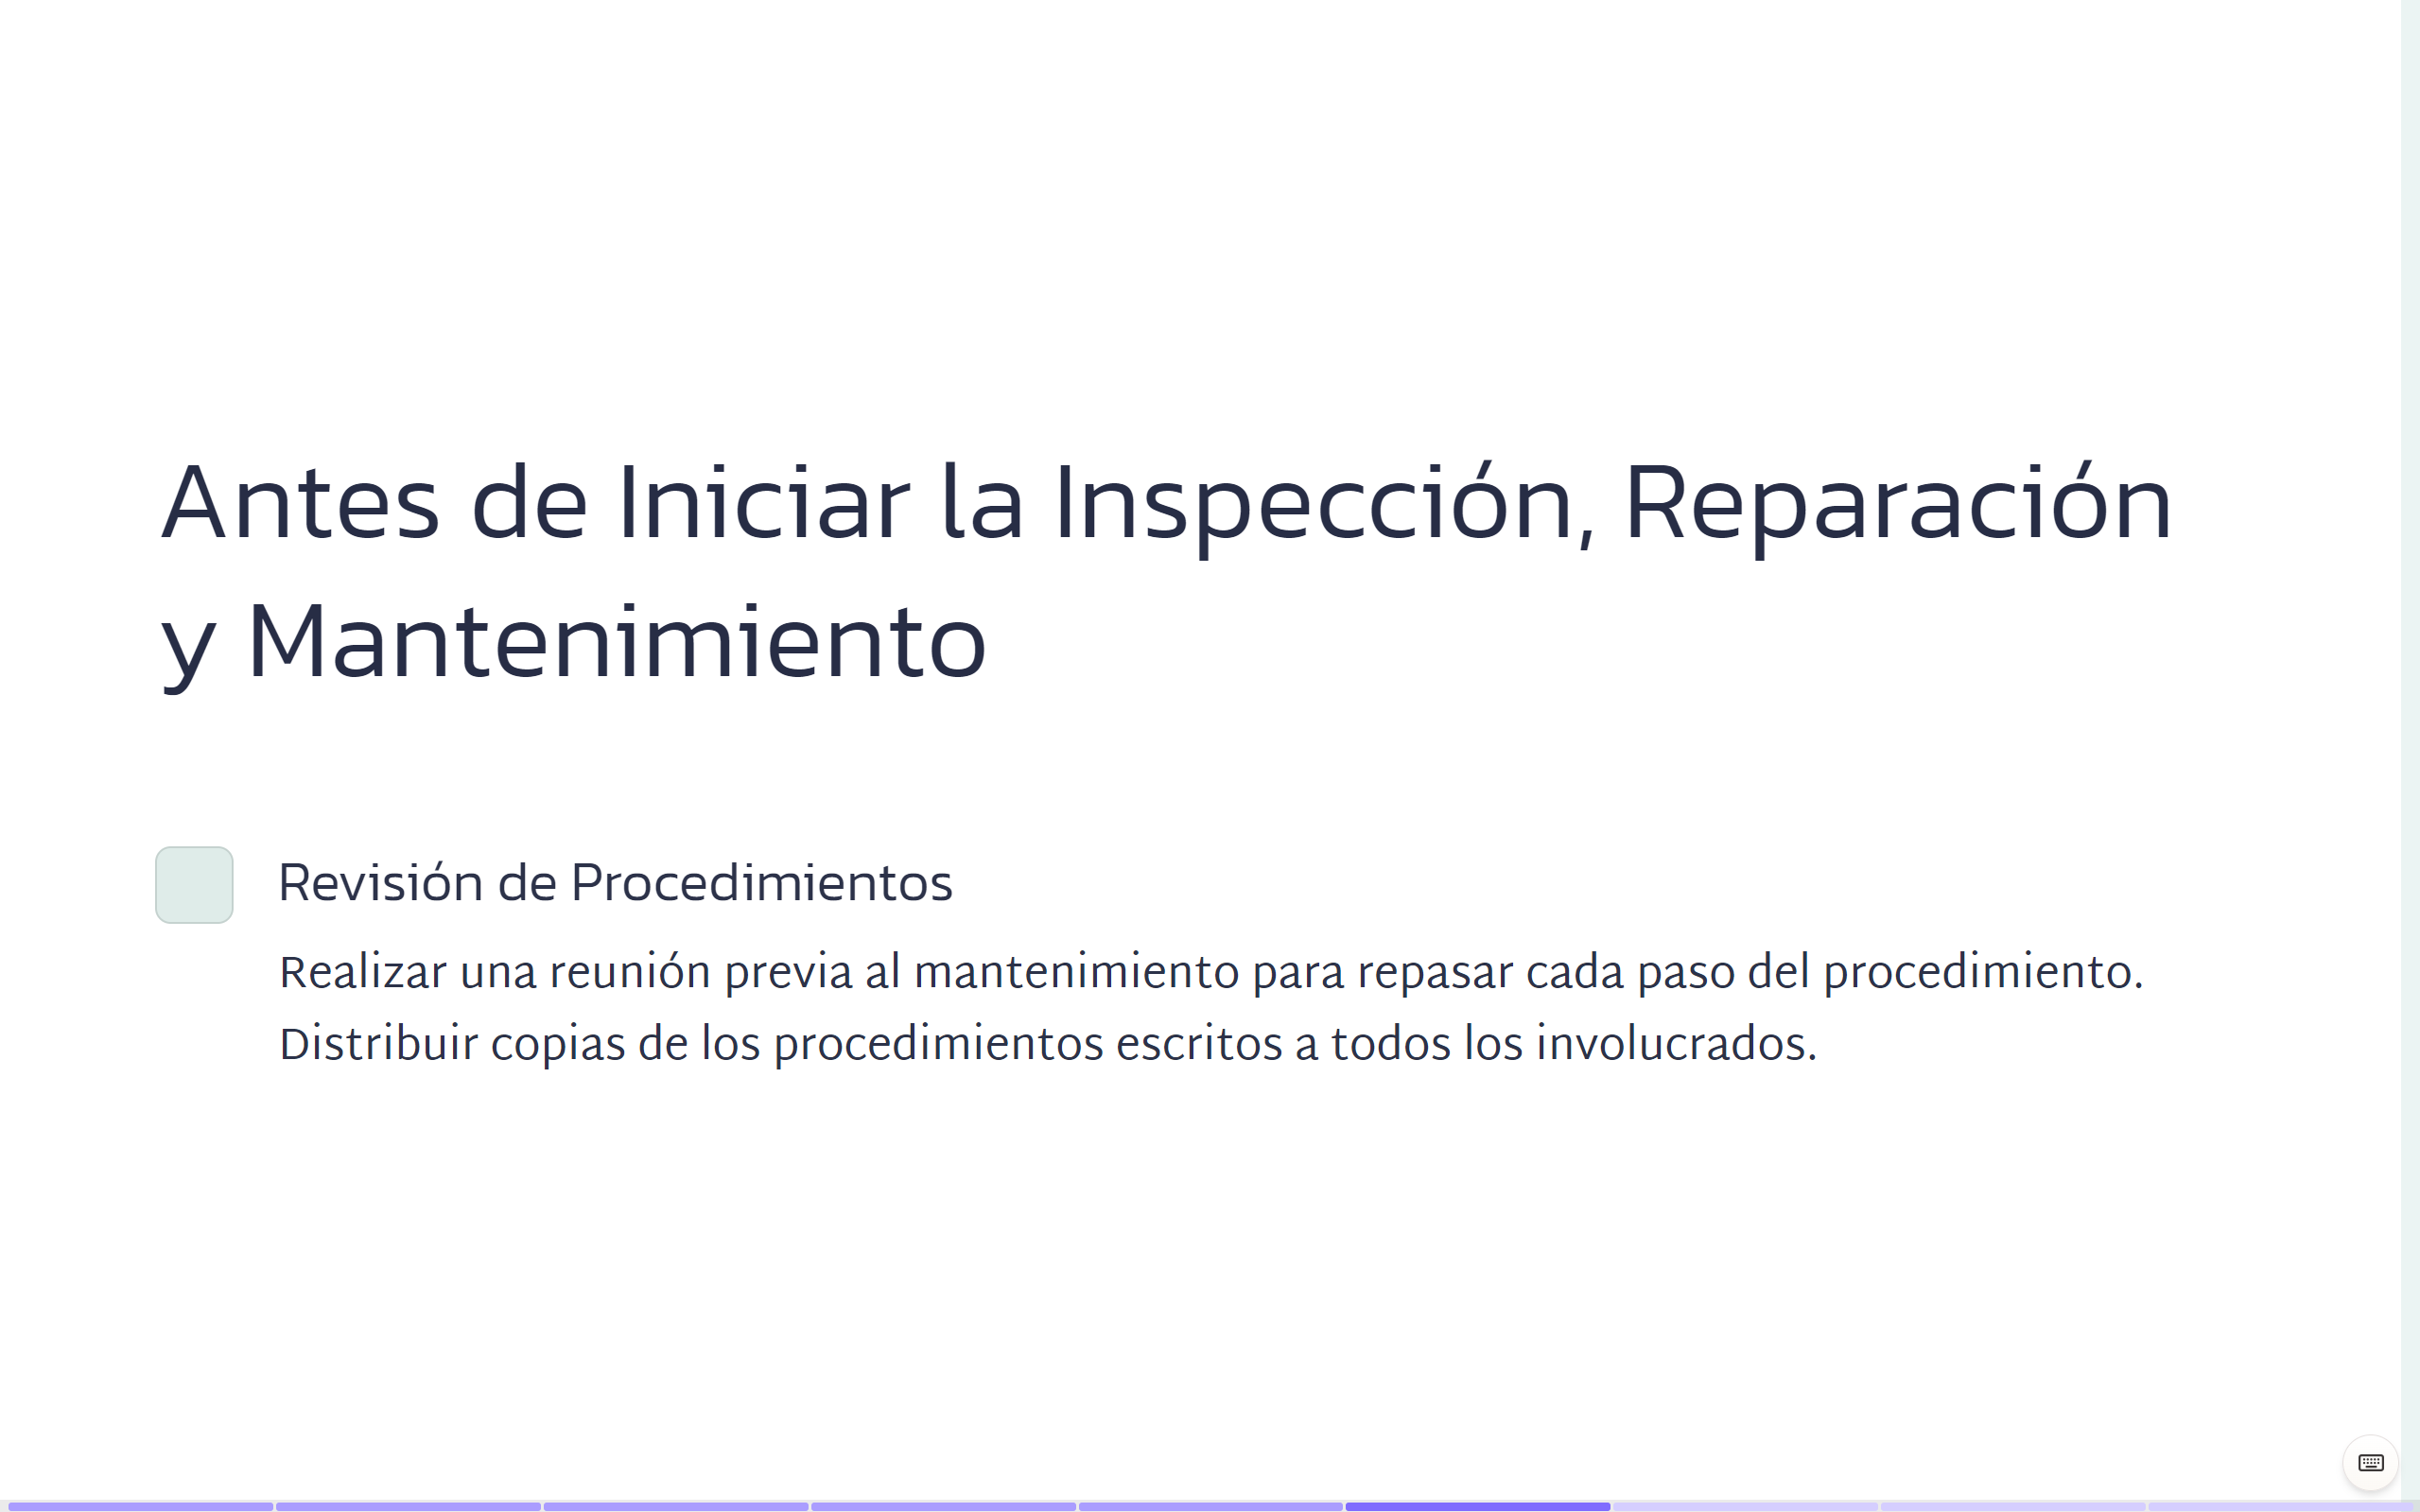 Antes de Iniciar la Inspección, Reparación
y Mantenimiento
Revisión de Procedimientos
Realizar una reunión previa al mantenimiento para repasar cada paso del procedimiento.
Distribuir copias de los procedimientos escritos a todos los involucrados.